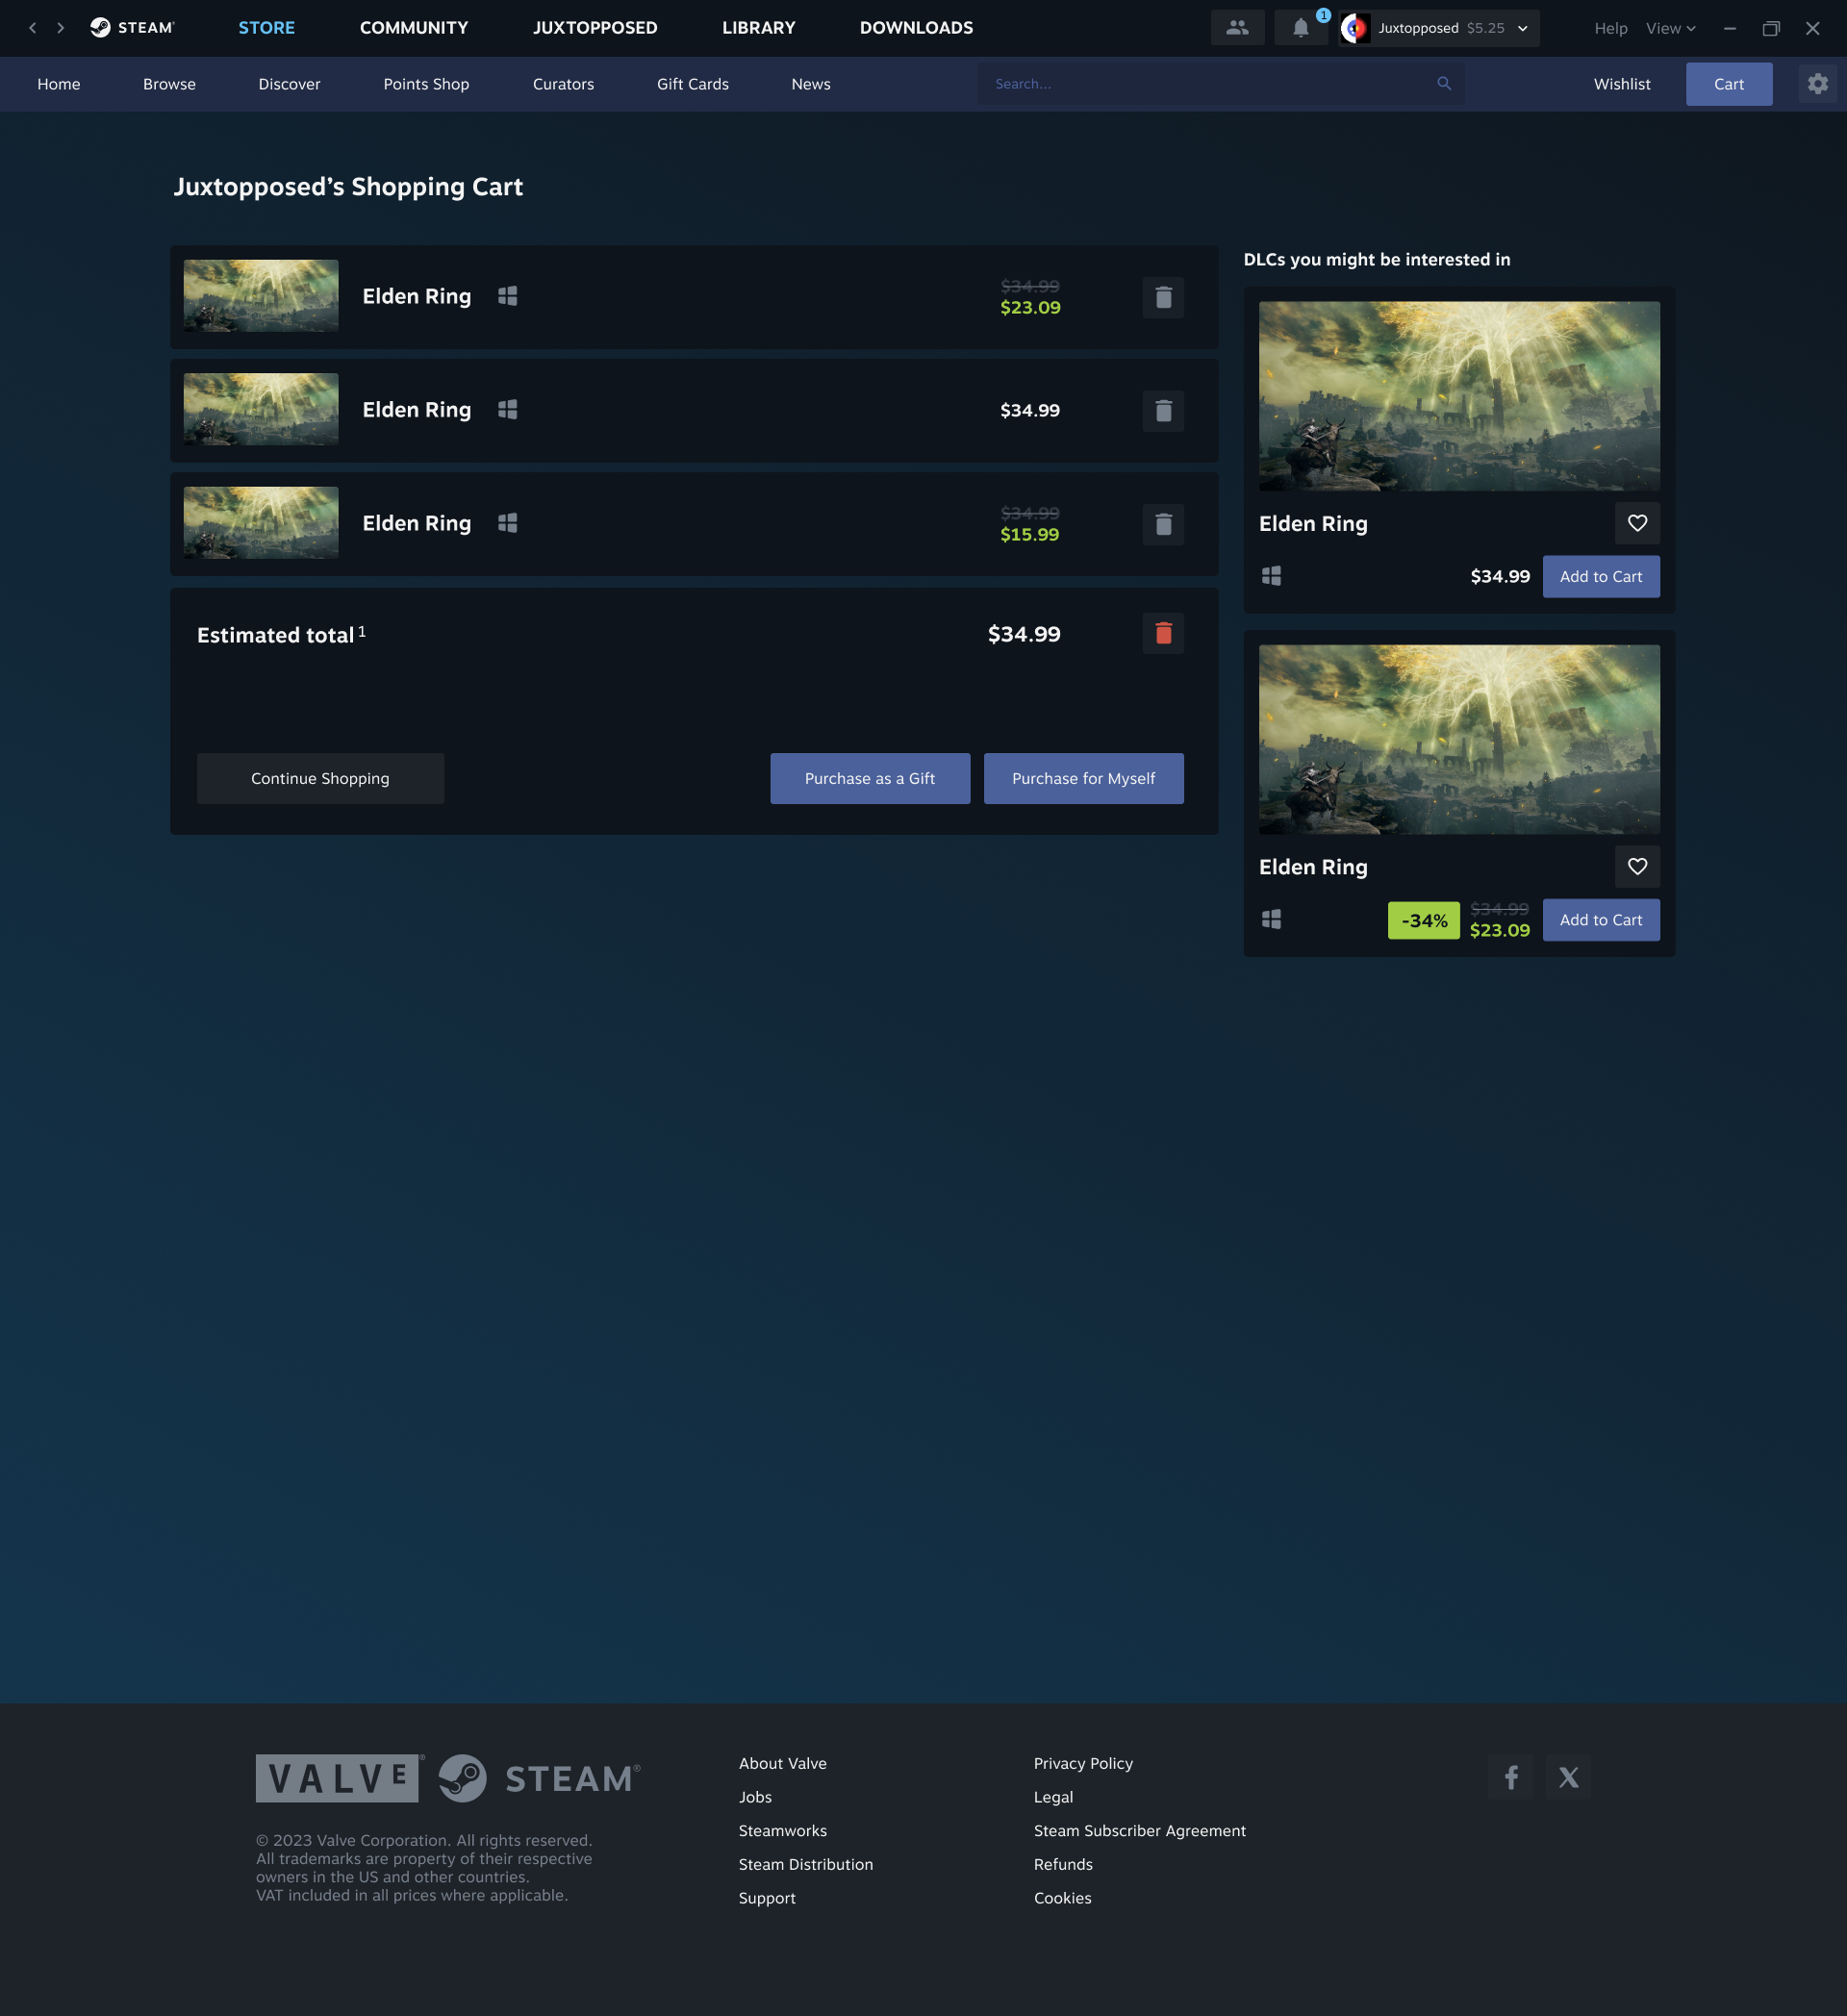 STEAM®
STORE
COMMUNITY
JUXTOPPOSED
LIBRARY
DOWNLOADS
1
Juxtopposed $5.25
Help
View
Home
Browse
Discover
Points Shop
Curators
Gift Cards
News
Search...
Wishlist
Cart
Juxtopposed’s Shopping Cart
Elden Ring
$34.99
$23.09
Elden Ring
$34.99
Elden Ring
$34.99
$15.99
Estimated total 1
$34.99
Continue Shopping
Purchase as a Gift
Purchase for Myself
DLCs you might be interested in
Elden Ring
$34.99
Add to Cart
Elden Ring
-34%
$34.99
$23.09
Add to Cart
VALVE®
STEAM®
© 2023 Valve Corporation. All rights reserved.
All trademarks are property of their respective
owners in the US and other countries.
VAT included in all prices where applicable.
About Valve
Jobs
Steamworks
Steam Distribution
Support
Privacy Policy
Legal
Steam Subscriber Agreement
Refunds
Cookies